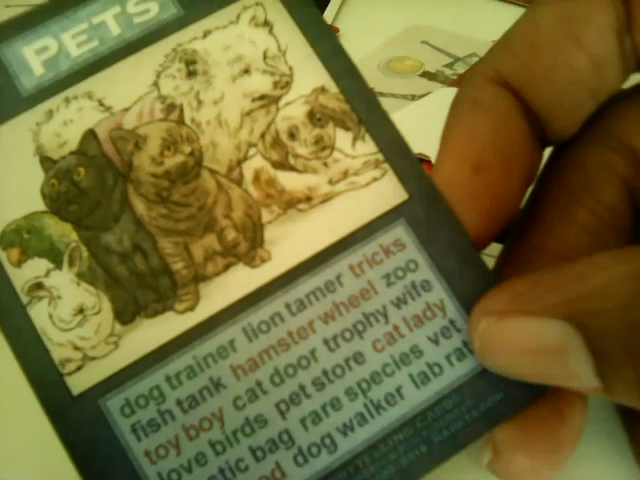 PETS
dog trainer lion tamer tricks
fish tank hamster wheel zoo
toy boy cat door trophy wife
love birds pet store cat lady
bag rare species vet
dog walker lab